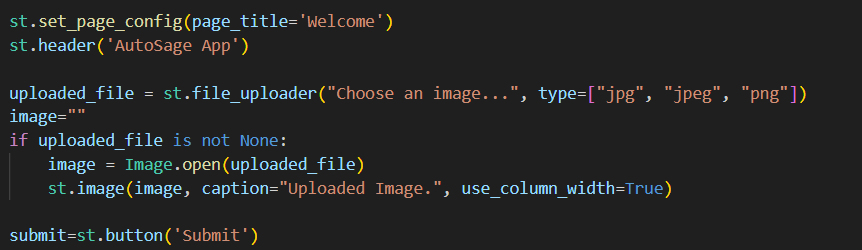 st.set_page_config(page_title='Welcome')
st.header('AutoSage App')
uploaded_file = st.file_uploader("Choose an image...", type=["jpg", "jpeg", "png"])
image=""
if uploaded_file is not None:
    image = Image.open(uploaded_file)
    st.image(image, caption="Uploaded Image.", use_column_width=True)
submit=st.button('Submit')